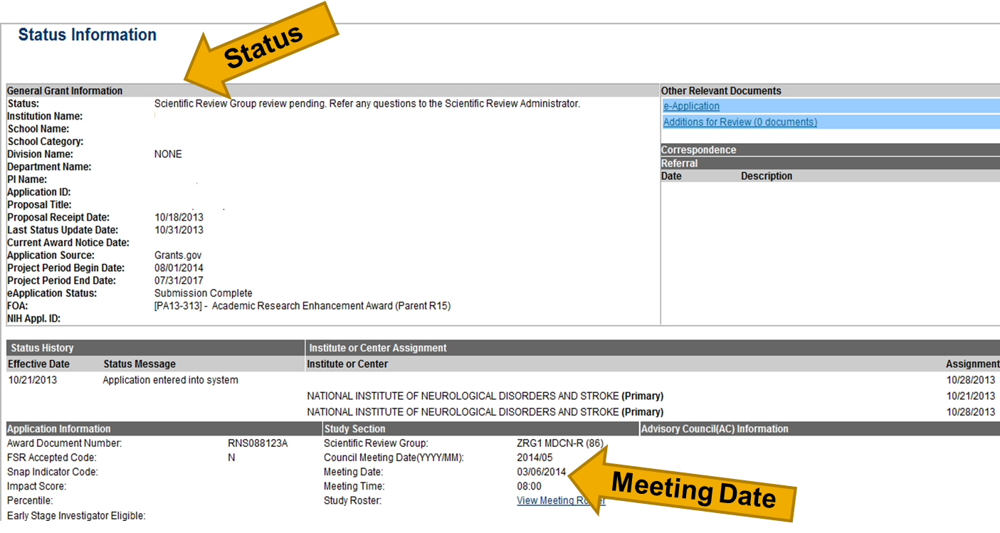 Status Information
Status
General Grant Information
Status: Scientific Review Group review pending. Refer any questions to the Scientific Review Administrator.
Institution Name:
School Name:
School Category:
Division Name: NONE
Department Name:
PI Name:
Application ID:
Proposal Title:
Proposal Receipt Date: 10/18/2013
Last Status Update Date: 10/31/2013
Current Award Notice Date:
Application Source: Grants.gov
Project Period Begin Date: 08/01/2014
Project Period End Date: 07/31/2017
eApplication Status: Submission Complete
FOA: [PA13-313] - Academic Research Enhancement Award (Parent R15)
NIH Appl. ID:
Other Relevant Documents
e-Application
Additions for Review (0 documents)
Correspondence
Referral
Date Description
Status History
Effective Date Status Message
10/21/2013 Application entered into system
Institute or Center Assignment
Institute or Center Assignment
10/28/2013
NATIONAL INSTITUTE OF NEUROLOGICAL DISORDERS AND STROKE (Primary) 10/21/2013
NATIONAL INSTITUTE OF NEUROLOGICAL DISORDERS AND STROKE (Primary) 10/28/2013
Application Information
Award Document Number: RNS088123A
FSR Accepted Code: N
Snap Indicator Code:
Impact Score:
Percentile:
Early Stage Investigator Eligible:
Study Section
Scientific Review Group: ZRG1 MDCN-R (86)
Council Meeting Date(YYYY/MM): 2014/05
Meeting Date: 03/06/2014
Meeting Time: 08:00
Study Roster: View Meeting
Meeting Date
Advisory Council(AC) Information